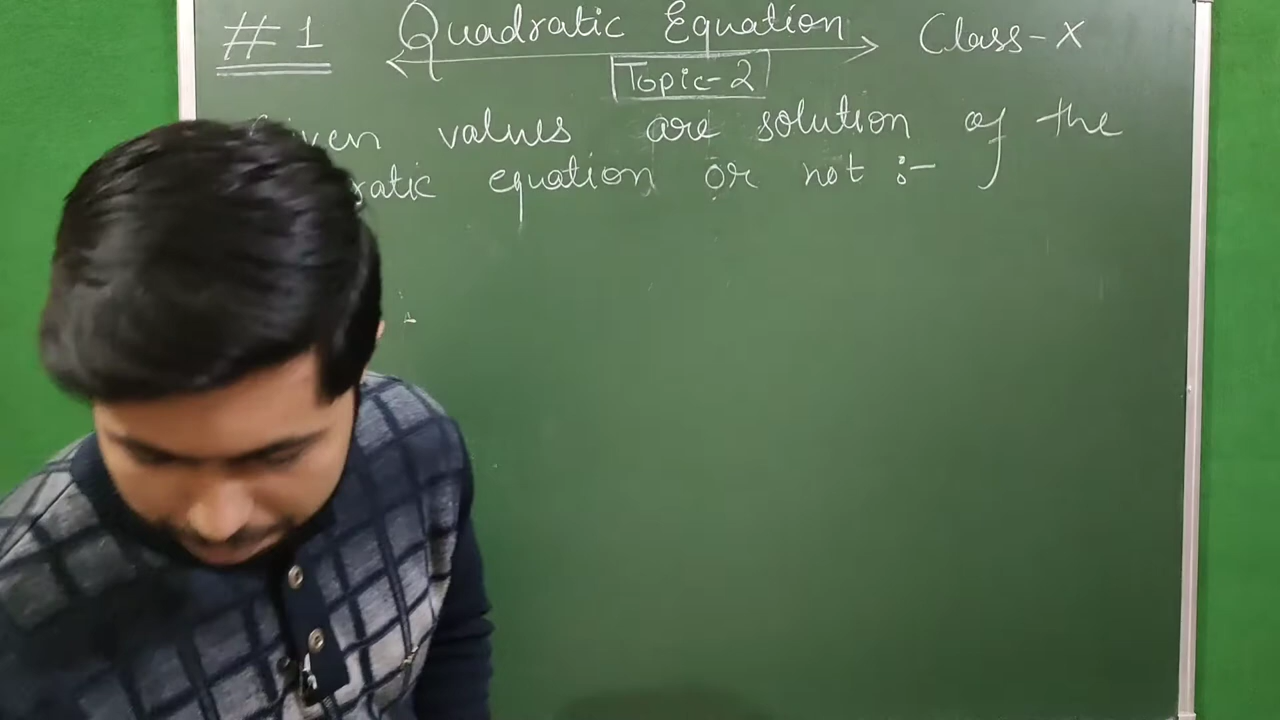 #1 Quadratic Equation Class-X
Topic-2
values are solution of the
equation or not :-